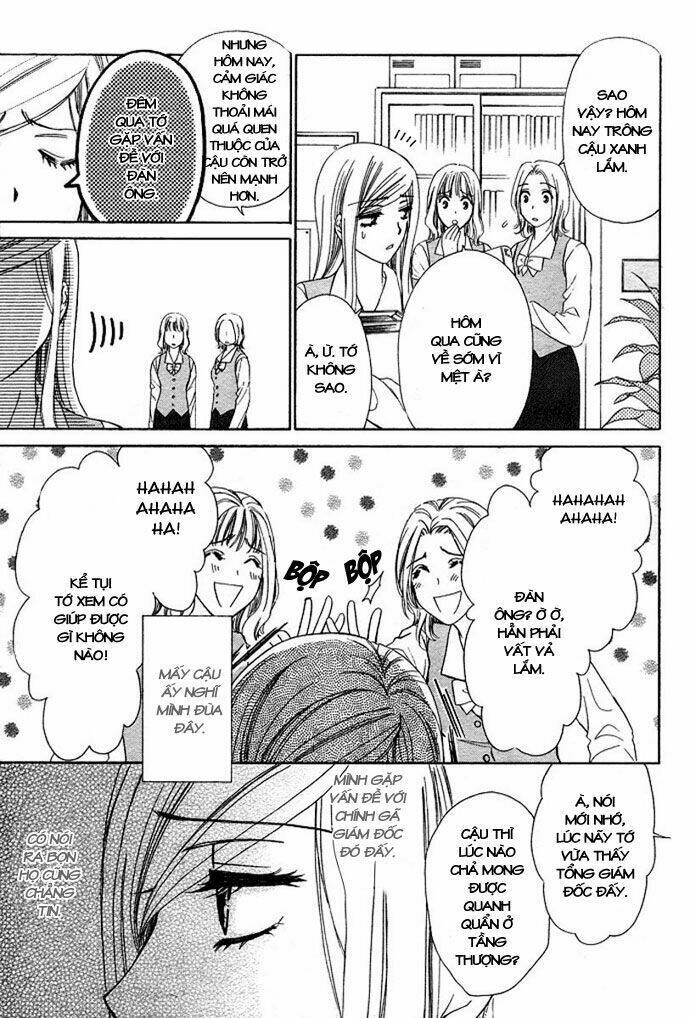 SAO
VẬY? HÔM
NAY TRÔNG
CẬU XANH
LẮM.
HÔM
QUA CŨNG
VỀ SỚM VÌ
MỆT À?
À, Ừ. TỚ
KHÔNG
SAO.
NHƯNG
HÔM NAY,
CẢM GIÁC
KHÔNG
THOẢI MÁI
QUÁ QUEN
THUỘC CỦA
CẬU CÒN TRỞ
NÊN MẠNH
HƠN.
ĐÊM
QUA TỚ
GẶP VẤN
ĐỀ VỚI
ĐÀN
ÔNG.
HAHAHAH
AHAHA!
ĐÀN
ÔNG? Ờ Ờ,
HẲN PHẢI
VẤT VẢ
LẮM.
BỘP BỘP
HAHAH
AHAHA
HA!
KỂ TỤI
TỚ XEM CÓ
GIÚP ĐƯỢC
GÌ KHÔNG
NÀO!
MẤY CẬU
ẤY NGHĨ
MÌNH ĐÙA
ĐẤY.
À, NÓI
MỚI NHỚ,
LÚC NÃY TỚ
VỪA THẤY
TỔNG GIÁM
ĐỐC ĐẤY.
CẬU THÌ
LÚC NÀO
CHẢ MONG
ĐƯỢC
QUANH
QUẨN Ở
TẦNG
THƯỢNG?
MÌNH GẶP
VẤN ĐỀ VỚI
CHÍNH GÃ
GIÁM ĐỐC
ĐÓ ĐẤY.
CÓ NÓI
RA BỌN
HỌ CŨNG
CHẲNG
TIN.